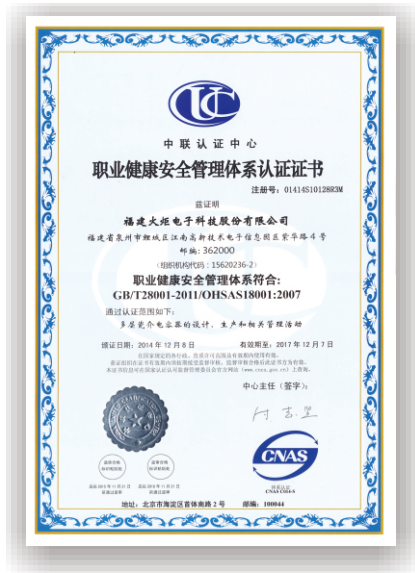 UC
中联认证中心
职业健康安全管理体系认证证书
注册号：01414S10128R3M
兹证明
福建火炬电子科技股份有限公司
福建省泉州市鲤城区江南高新技术电子信息园区紫华路4号
邮编：362000
（组织机构代码：15620236-2）
职业健康安全管理体系符合：
GB/T28001-2011/OHSAS18001:2007
通过认证范围如下：
多层瓷介电容器的设计、生产和相关管理活动
颁证日期：2014年12月8日 有效期至：2017年12月7日
中心主任（签字）：
CNAS
地址：北京市海淀区首体南路2号 邮编：100044